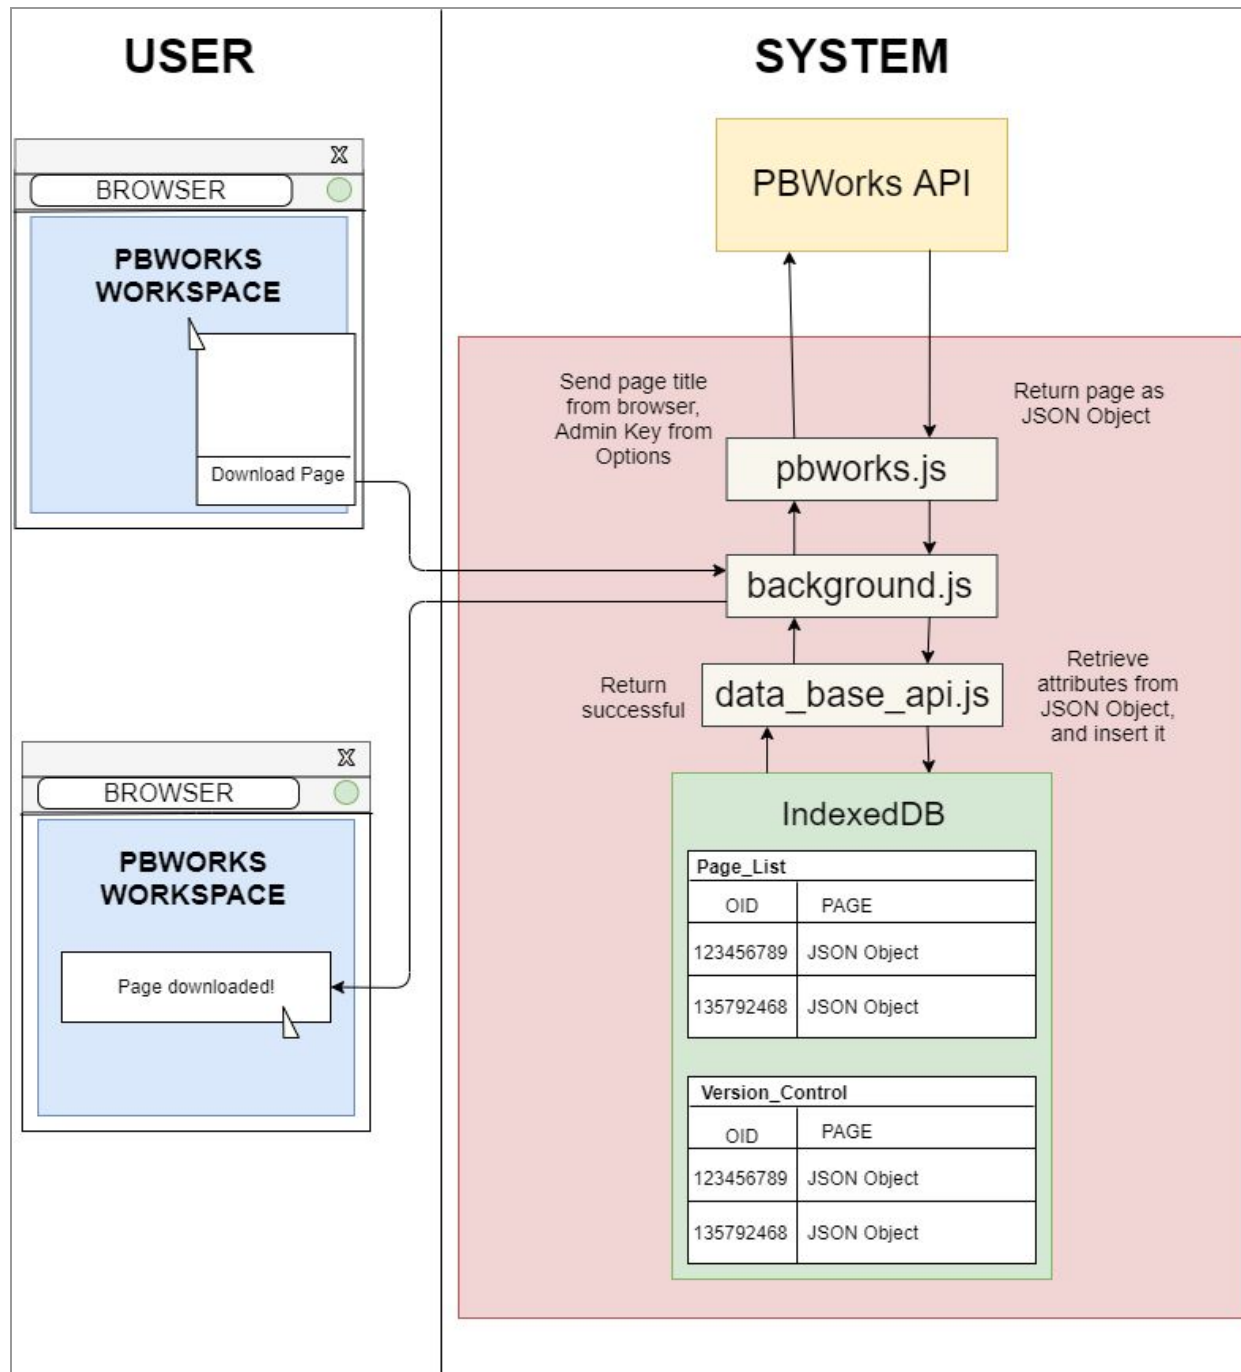 USER
SYSTEM
X
BROWSER
PBWORKS
WORKSPACE
Download Page
PBWorks API
Send page title
from browser,
Admin Key from
Options
Return page as
JSON Object
pbworks.js
background.js
Return
successful
data_base_api.js
Retrieve
attributes from
JSON Object,
and insert it
X
BROWSER
PBWORKS
WORKSPACE
Page downloaded!
IndexedDB
Page_List
OID PAGE
123456789 JSON Object
135792468 JSON Object
Version_Control
OID PAGE
123456789 JSON Object
135792468 JSON Object